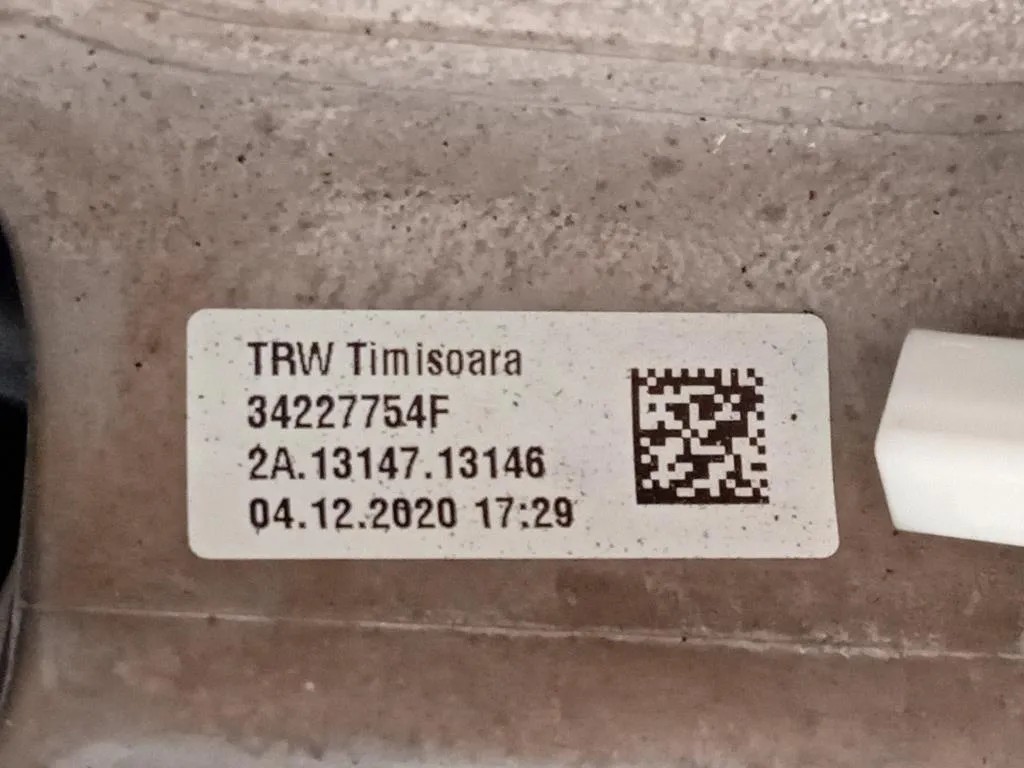 TRW Timisoara
34227754F
2A.13147.13146
04.12.2020 17:29